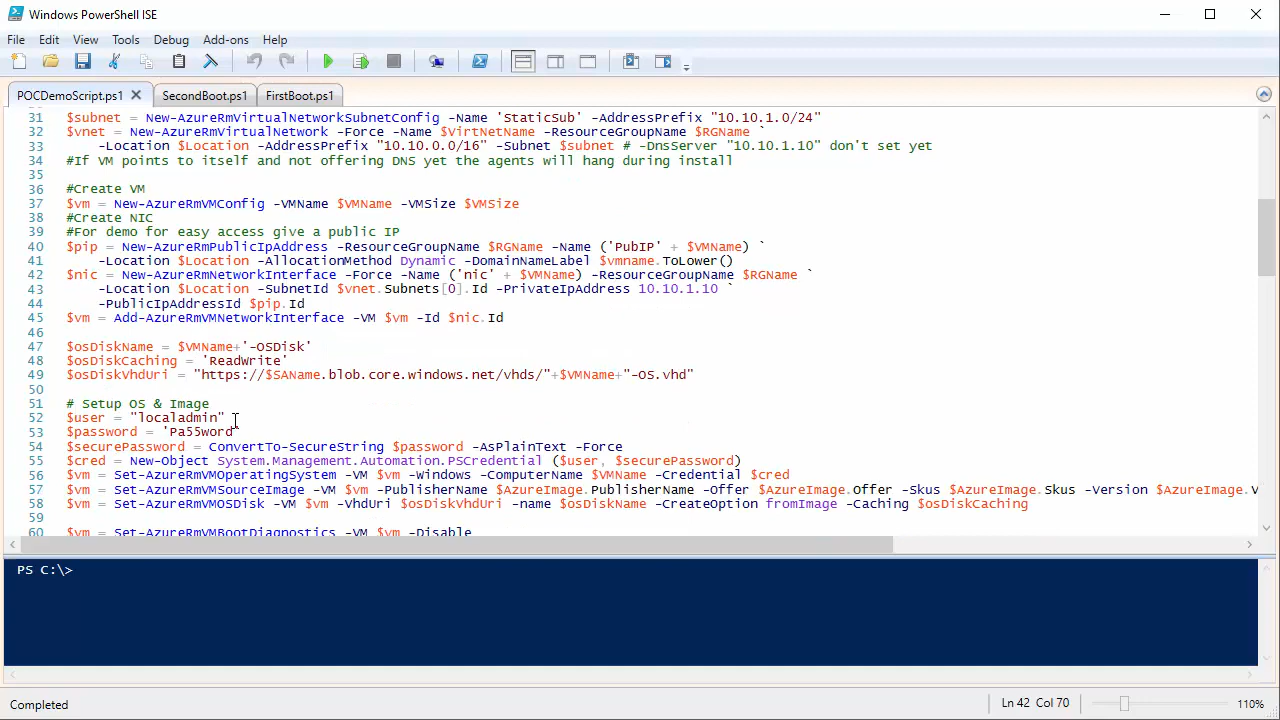 Windows PowerShell ISE
File Edit View Tools Debug Add-ons Help
POCDemoScript.ps1 SecondBoot.ps1 FirstBoot.ps1
31 $subnet = New-AzureRmVirtualNetworkSubnetConfig -Name 'StaticSub' -AddressPrefix "10.10.1.0/24"
32 $vnet = New-AzureRmVirtualNetwork -Force -Name $VirtNetName -ResourceGroupName $RGName `
33 -Location $Location -AddressPrefix "10.10.0.0/16" -Subnet $subnet # -DnsServer "10.10.1.10" don't set yet
34 #If VM points to itself and not offering DNS yet the agents will hang during install
35
36 #Create VM
37 $vm = New-AzureRmVMConfig -VMName $VMName -VMSize $VMSize
38 #Create NIC
39 #For demo for easy access give a public IP
40 $pip = New-AzureRmPublicIpAddress -ResourceGroupName $RGName -Name ('PubIP' + $VMName) `
41 -Location $Location -AllocationMethod Dynamic -DomainNameLabel $vmname.ToLower()
42 $nic = New-AzureRmNetworkInterface -Force -Name ('nic' + $VMName) -ResourceGroupName $RGName `
43 -Location $Location -SubnetId $vnet.Subnets[0].Id -PrivateIpAddress 10.10.1.10 `
44 -PublicIpAddressId $pip.Id
45 $vm = Add-AzureRmVMNetworkInterface -VM $vm -Id $nic.Id
46
47 $osDiskName = $VMName+'-OSDisk'
48 $osDiskCaching = 'ReadWrite'
49 $osDiskVhdUri = "https://$SAName.blob.core.windows.net/vhds/"+$VMName+"-OS.vhd"
50
51 # Setup OS & Image
52 $user = "localadmin"
53 $password = 'Pa55word'
54 $securePassword = ConvertTo-SecureString $password -AsPlainText -Force
55 $cred = New-Object System.Management.Automation.PSCredential ($user, $securePassword)
56 $vm = Set-AzureRmVMOperatingSystem -VM $vm -Windows -ComputerName $VMName -Credential $cred
57 $vm = Set-AzureRmVMSourceImage -VM $vm -PublisherName $AzureImage.PublisherName -Offer $AzureImage.Offer -Skus $AzureImage.Skus -Version $AzureImage.V
58 $vm = Set-AzureRmVMOSDisk -VM $vm -VhdUri $osDiskVhdUri -name $osDiskName -CreateOption fromImage -Caching $osDiskCaching
59
60 $vm = Set-AzureRmVMBootDiagnostics -VM $vm -Disable
PS C:\>
Completed Ln 42 Col 70 110%